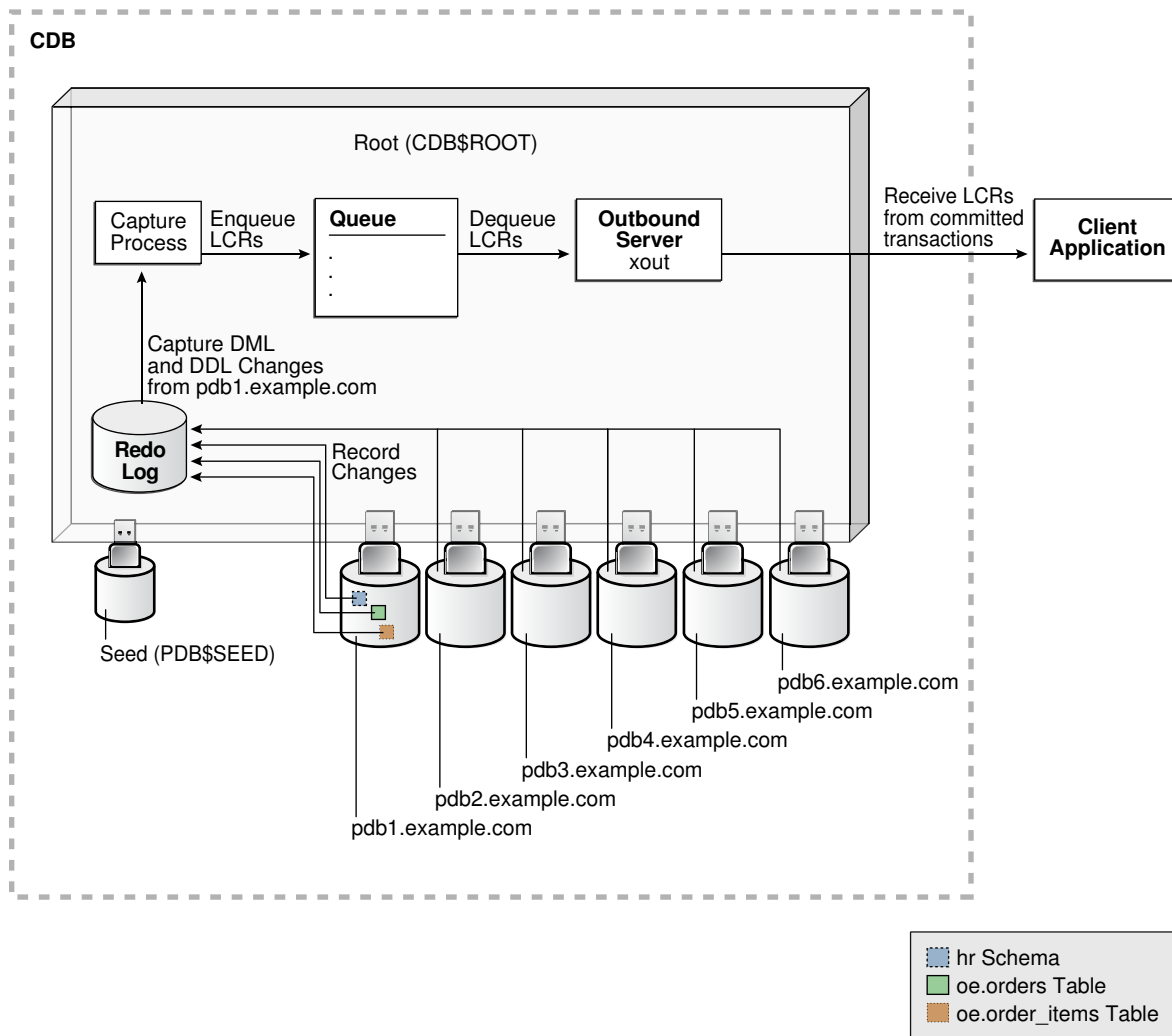 CDB
Root (CDB$ROOT)
Capture
Process
Enqueue
LCRs
Queue
.
.
.
Dequeue
LCRs
Outbound
Server
xout
Receive LCRs
from committed
transactions
Client
Application
Capture DML
and DDL Changes
from pdb1.example.com
Redo
Log
Record
Changes
Seed (PDB$SEED)
pdb6.example.com
pdb5.example.com
pdb4.example.com
pdb3.example.com
pdb2.example.com
pdb1.example.com
hr Schema
oe.orders Table
oe.order_items Table